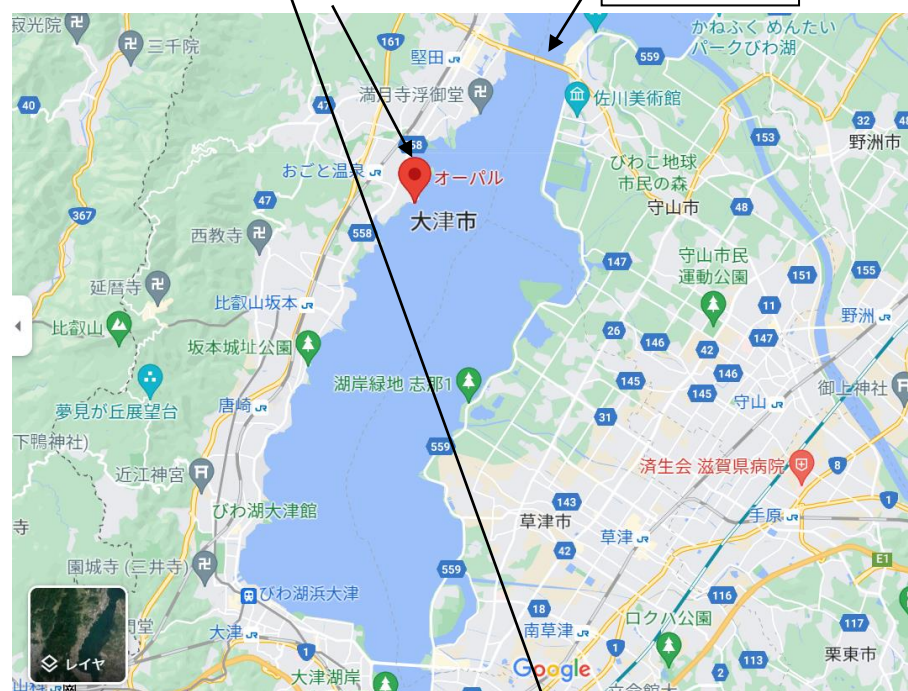 寂光院
三千院
161
堅田
かねふく めんたい
パークびわ湖
559
40
47
満月寺浮御堂
佐川美術館
32
48
153
野洲市
558
おごと温泉
オーパル
びわこ地球
市民の森
守山市
48
47
367
大津市
西教寺
558
守山市民
運動公園
147
151
155
延暦寺
比叡山坂本
11
野洲
比叡山
坂本城址公園
26
146
42
147
湖岸緑地 志那1
145
146
145
守山
御上神社
夢見が丘展望台
唐崎
31
下鴨神社)
559
近江神宮
済生会 滋賀県病院
8
1
びわ湖大津館
143
草津市
手原
寺
草津
42
園城寺 (三井寺)
559
E1
びわ湖浜大津
116
18
ロクハ公園
大津
南草津
117
レイヤ
1
1
栗東市
Google
113
大津湖岸
2